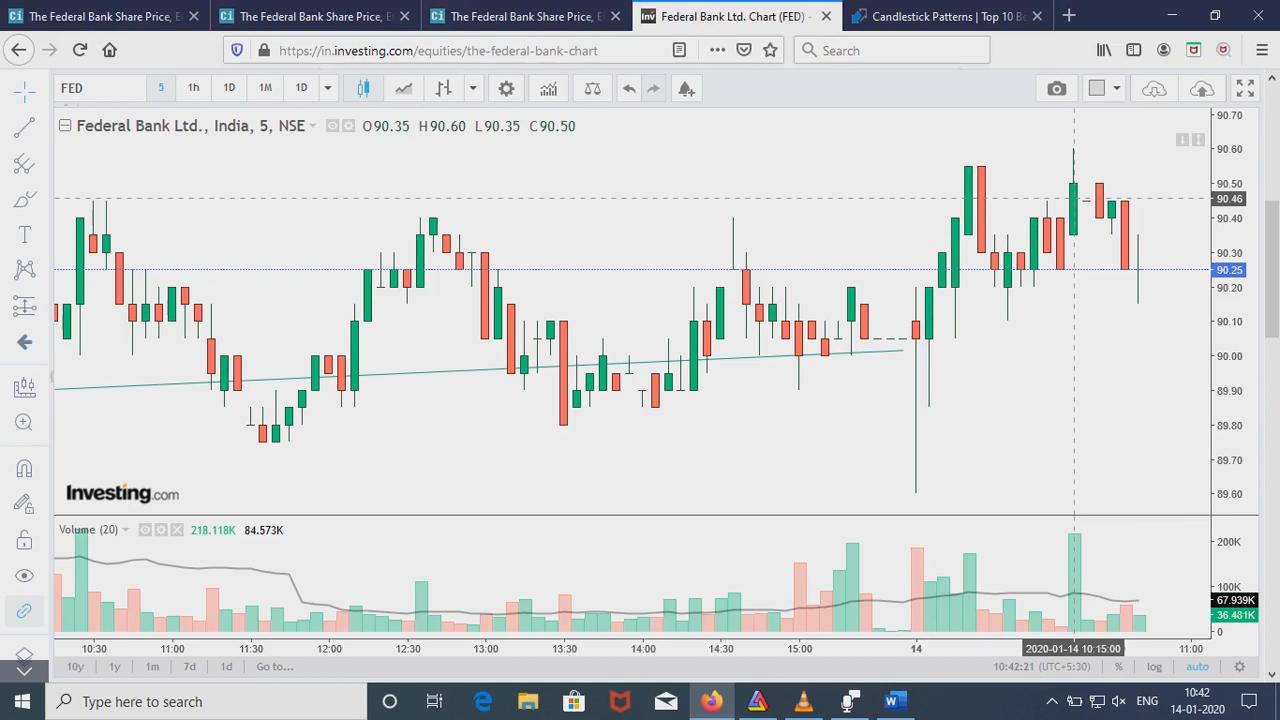 The Federal Bank Share Price, E
The Federal Bank Share Price, E
The Federal Bank Share Price, E
Federal Bank Ltd. Chart (FED) -
Candlestick Patterns | Top 10 Be
https://in.investing.com/equities/the-federal-bank-chart
Search
FED 5 1h 1D 1M 1D
Federal Bank Ltd., India, 5, NSE O90.35 H90.60 L90.35 C90.50
90.70
90.60
90.50
90.46
90.40
90.30
90.25
90.20
90.10
90.00
89.90
89.80
89.70
89.60
Investing.com
Volume (20) 218.118K 84.573K
200K
100K
67.939K
36.481K
0
10:30 11:00 11:30 12:00 12:30 13:00 13:30 14:00 14:30 15:00 14 2020-01-14 10:15:00 11:00
10y 1y 1m 7d 1d Go to... 10:42:21 (UTC+5:30) % log auto
Type here to search
ENG
10:42
14-01-2020